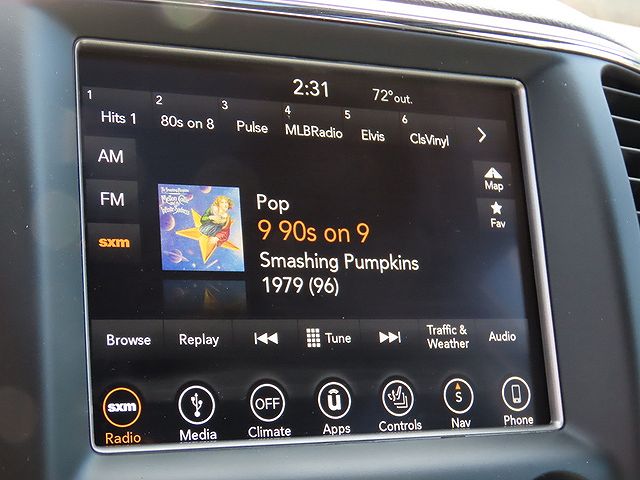 2:31 72° out.
1 2 3 4 5 6
Hits 1 80s on 8 Pulse MLBRadio Elvis ClsVinyl
AM
FM
sxm
Pop
9 90s on 9
Smashing Pumpkins
1979 (96)
Map
Fav
Browse Replay Tune Traffic & Weather Audio
sxm OFF ū S
Radio Media Climate Apps Controls Nav Phone